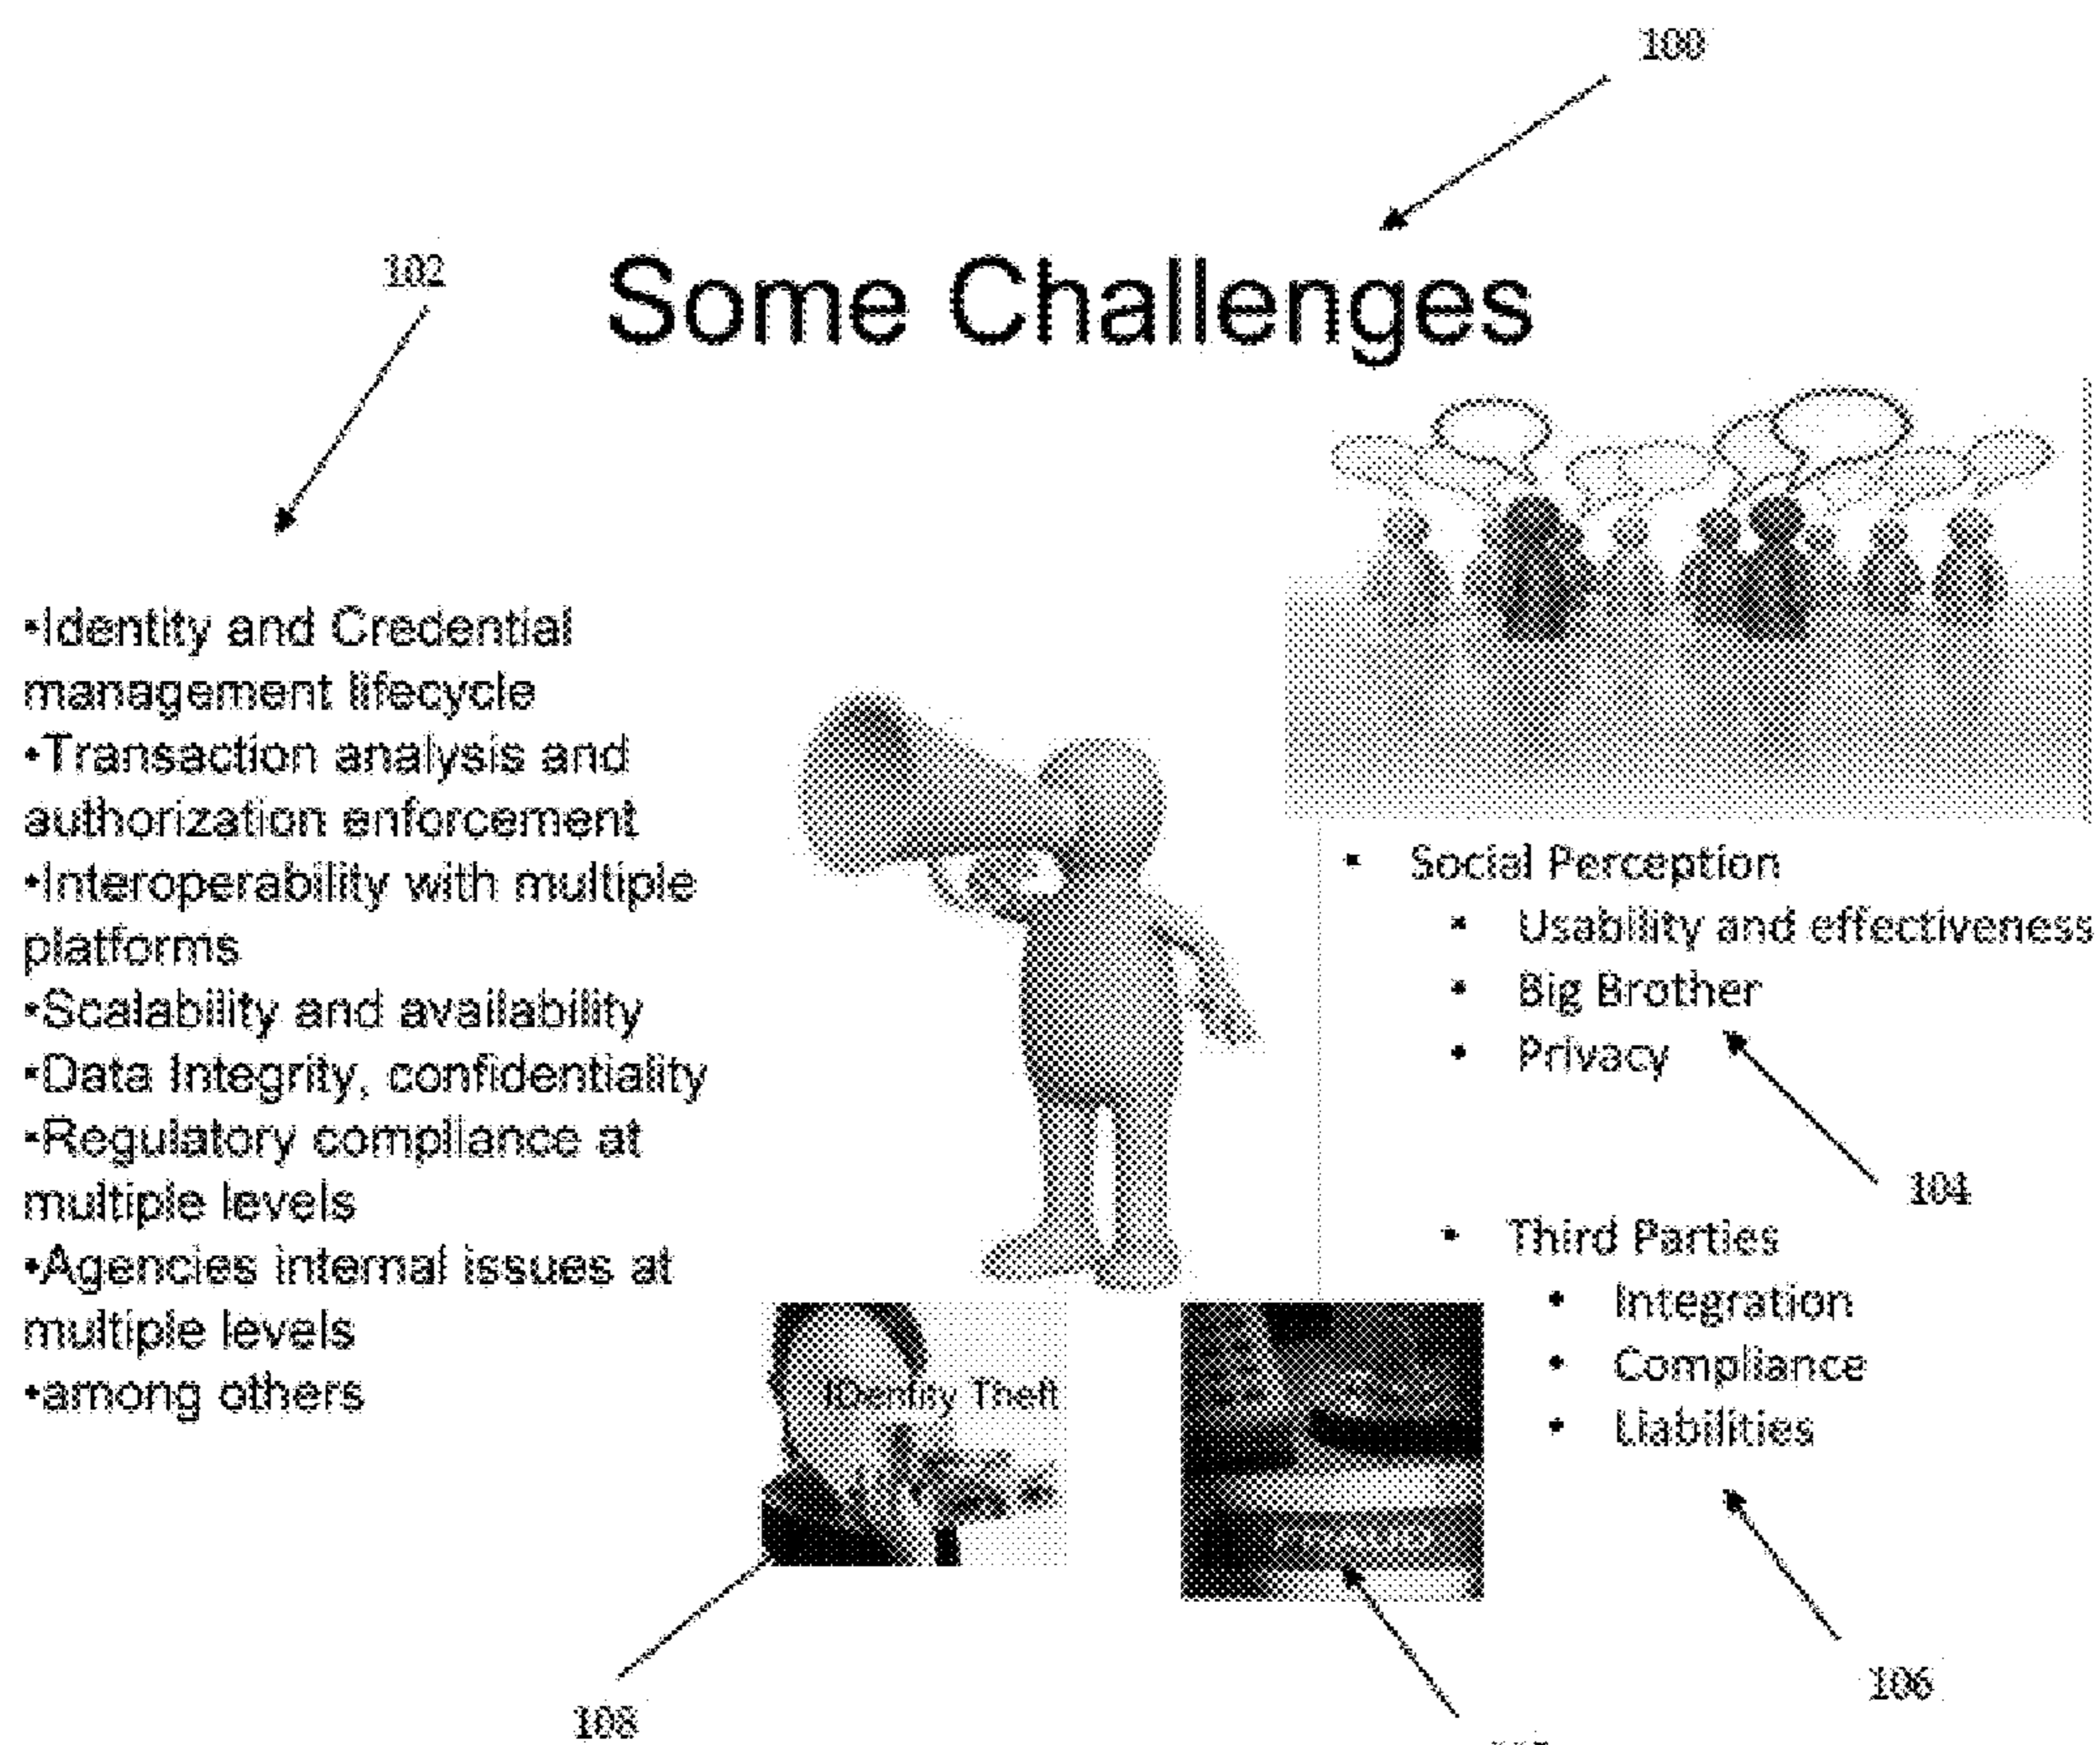 100
102
Some Challenges
•Identity and Credential
management lifecycle
•Transaction analysis and
authorization enforcement
•Interoperability with multiple
platforms
•Scalability and availability
•Data Integrity, confidentiality
•Regulatory compliance at
multiple levels
•Agencies internal issues at
multiple levels
•among others
• Social Perception
• Usability and effectiveness
• Big Brother
• Privacy
104
• Third Parties
• Integration
• Compliance
• Liabilities
106
IDentity Theft
108